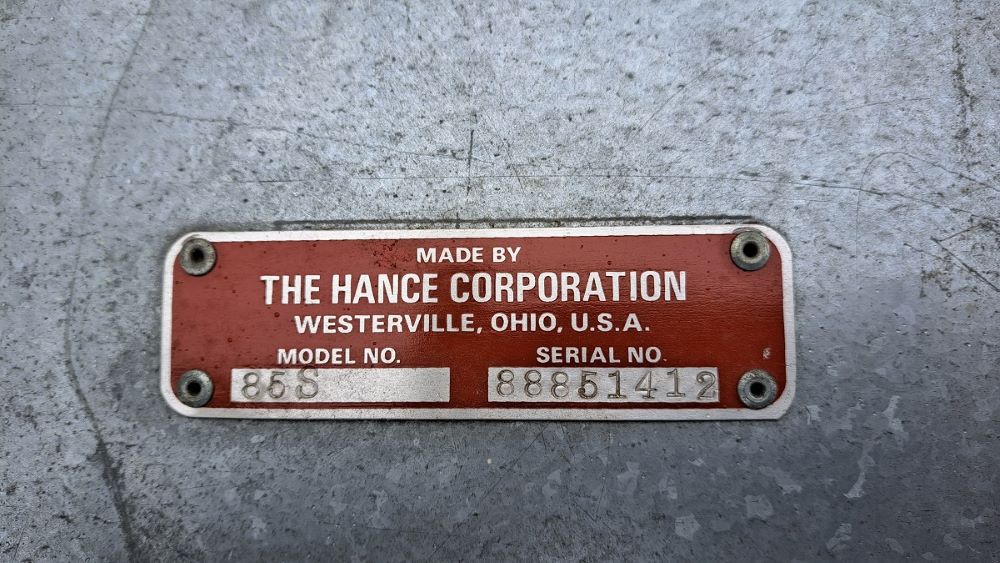 MADE BY
THE HANCE CORPORATION
WESTERVILLE, OHIO, U.S.A.
MODEL NO. SERIAL NO.
85S 88851412